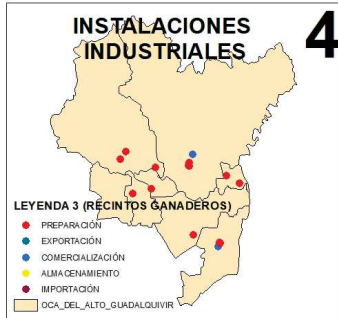 INSTALACIONES
INDUSTRIALES
4
LEYENDA 3 (RECINTOS GANADEROS)
PREPARACIÓN
EXPORTACIÓN
COMERCIALIZACIÓN
ALMACENAMIENTO
IMPORTACIÓN
OCA_DEL_ALTO_GUADALQUIVIR